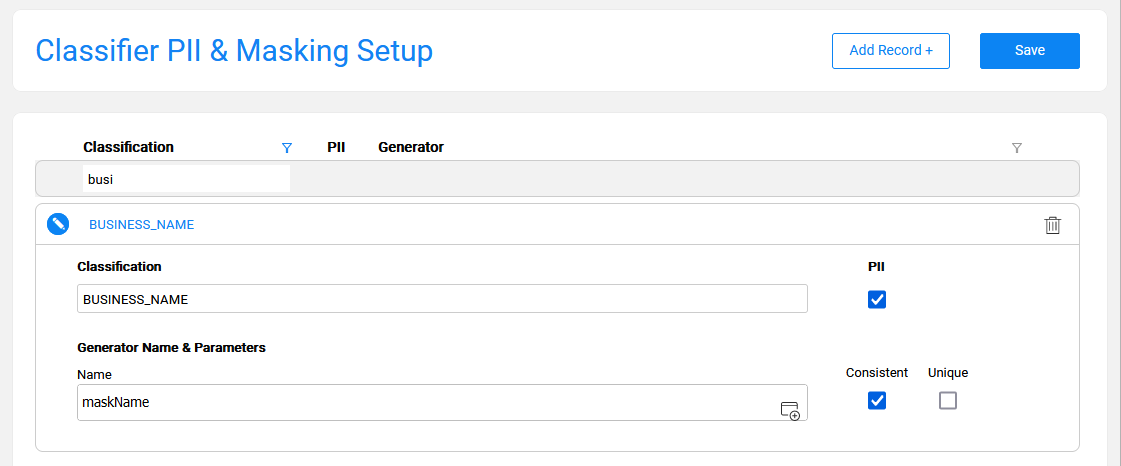 Classifier PII & Masking Setup
Add Record +
Save
Classification PII Generator
busi
BUSINESS_NAME
Classification PII
BUSINESS_NAME
Generator Name & Parameters
Name Consistent Unique
maskName